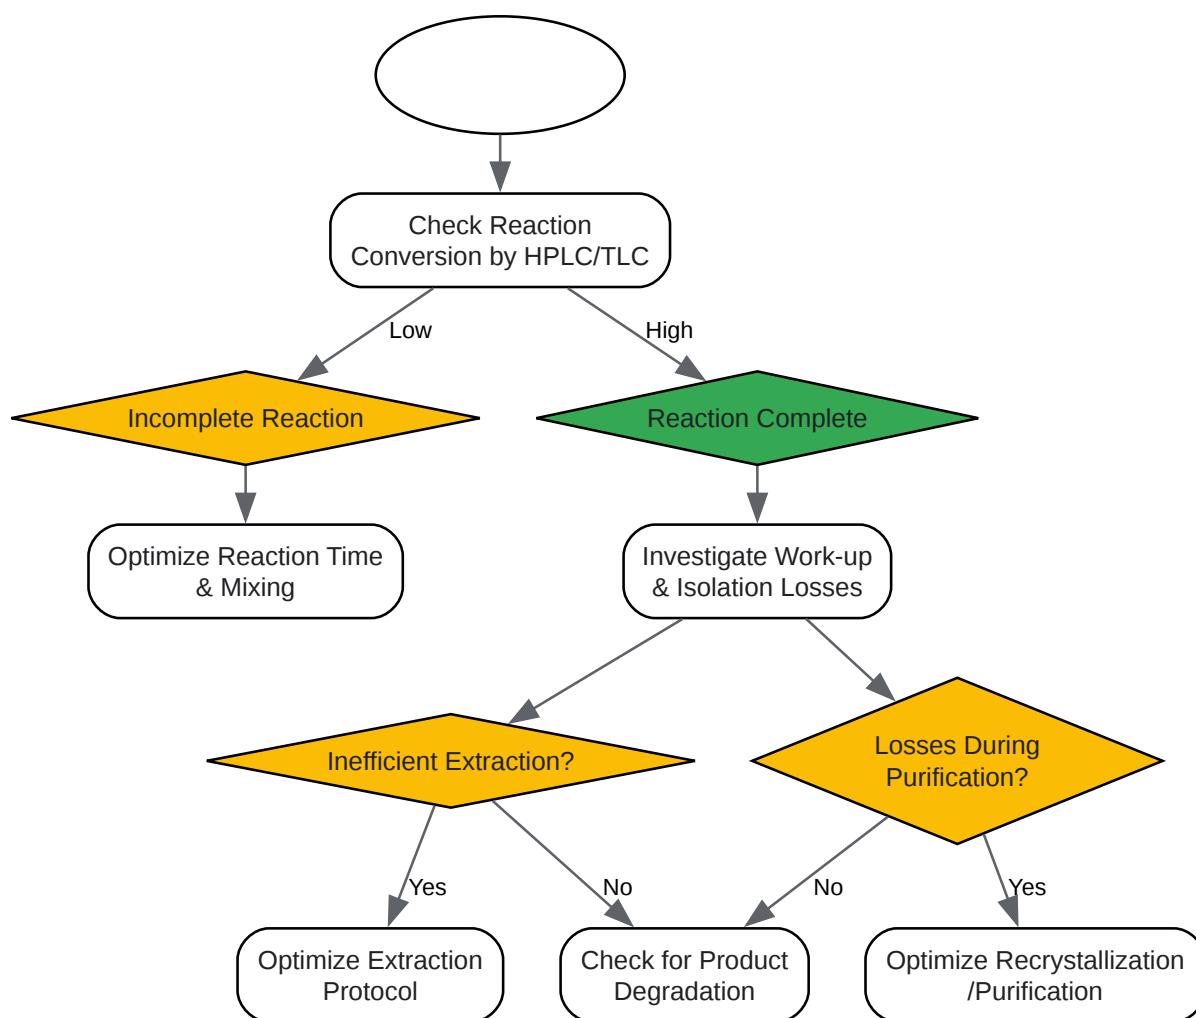 Check Reaction
Conversion by HPLC/TLC
Low
High
Incomplete Reaction
Reaction Complete
Optimize Reaction Time
& Mixing
Investigate Work-up
& Isolation Losses
Inefficient Extraction?
Losses During
Purification?
Yes
No
No
Yes
Optimize Extraction
Protocol
Check for Product
Degradation
Optimize Recrystallization
/Purification